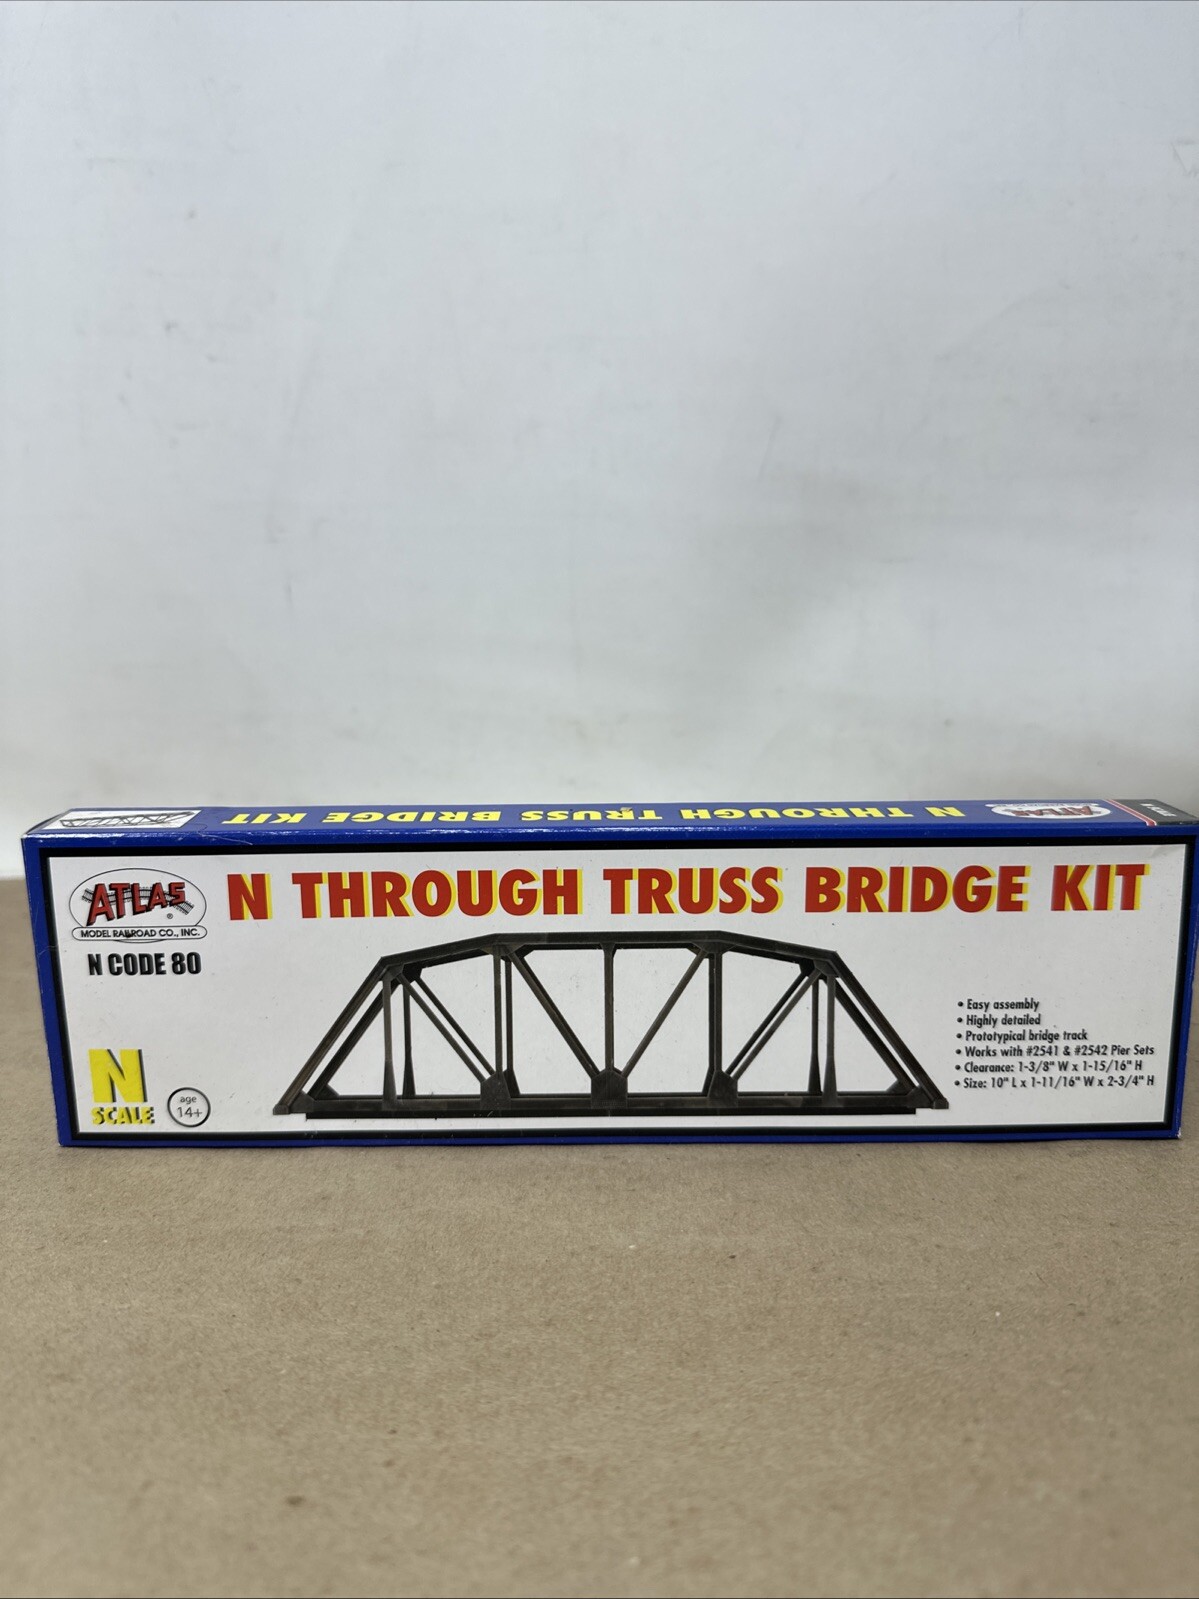 N THROUGH TRUSS BRIDGE KIT
ATLAS
ATLAS
®
MODEL RAILROAD CO., INC.
N CODE 80
N THROUGH TRUSS BRIDGE KIT
• Easy assembly
• Highly detailed
• Prototypical bridge track
• Works with #2541 & #2542 Pier Sets
• Clearance: 1-3/8" W x 1-15/16" H
• Size: 10" L x 1-11/16" W x 2-3/4" H
N
SCALE
age
14+